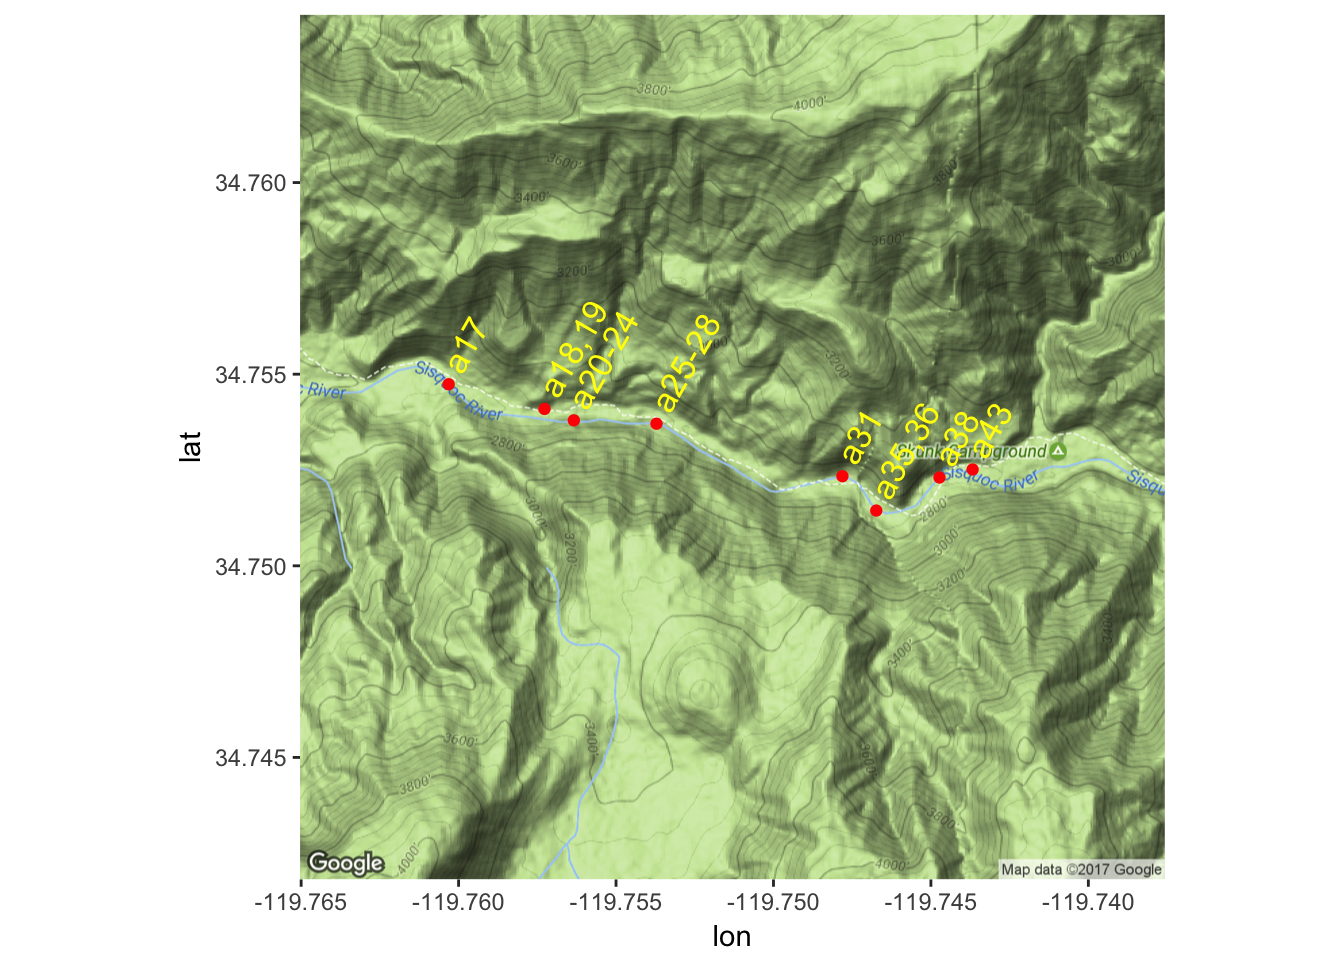 3800'
4000'
34.760
3600'
3800'
3400'
3600'
3000'
3200'
a17
a18, 19
a20-24
a25-28
34.755
3200'
Sisquoc River
c River
a31
a35, 36
a38
a43
Skunk Campground
Sisquoc River
Sisqu
2800'
2800'
3000'
3000'
3200'
34.750
3200'
3400'
3400'
lat
3600'
3400'
34.745
3600'
3800'
3800'
4000'
4000'
Google
Map data ©2017 Google
-119.765
-119.760
-119.755
-119.750
-119.745
-119.740
lon